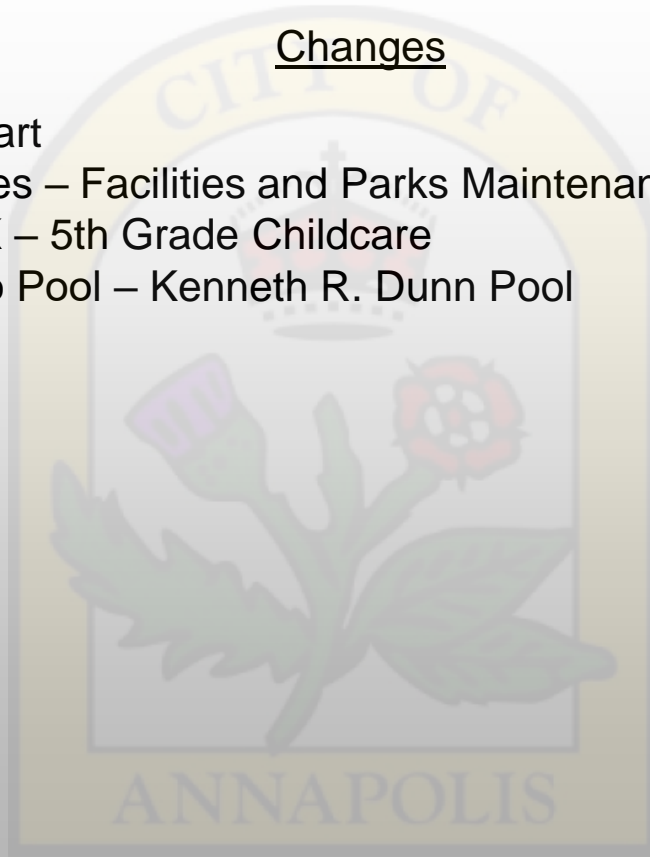 Changes
art
es – Facilities and Parks Maintenan
– 5th Grade Childcare
Pool – Kenneth R. Dunn Pool
CITY OF
ANNAPOLIS